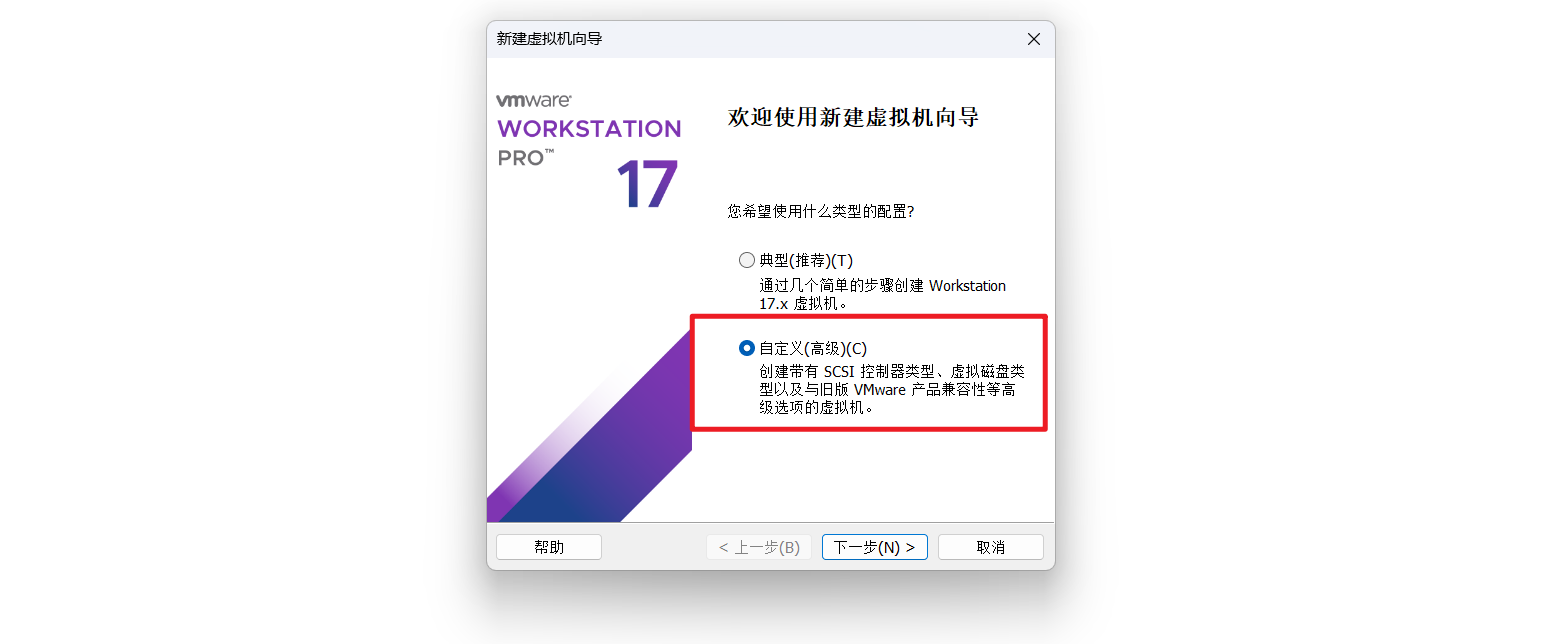 新建虚拟机向导
vmware®
WORKSTATION
PRO™
17
欢迎使用新建虚拟机向导
您希望使用什么类型的配置?
典型(推荐)(T)
通过几个简单的步骤创建 Workstation
17.x 虚拟机。
自定义(高级)(C)
创建带有 SCSI 控制器类型、虚拟磁盘类
型以及与旧版 VMware 产品兼容性等高
级选项的虚拟机。
帮助
< 上一步(B)
下一步(N) >
取消